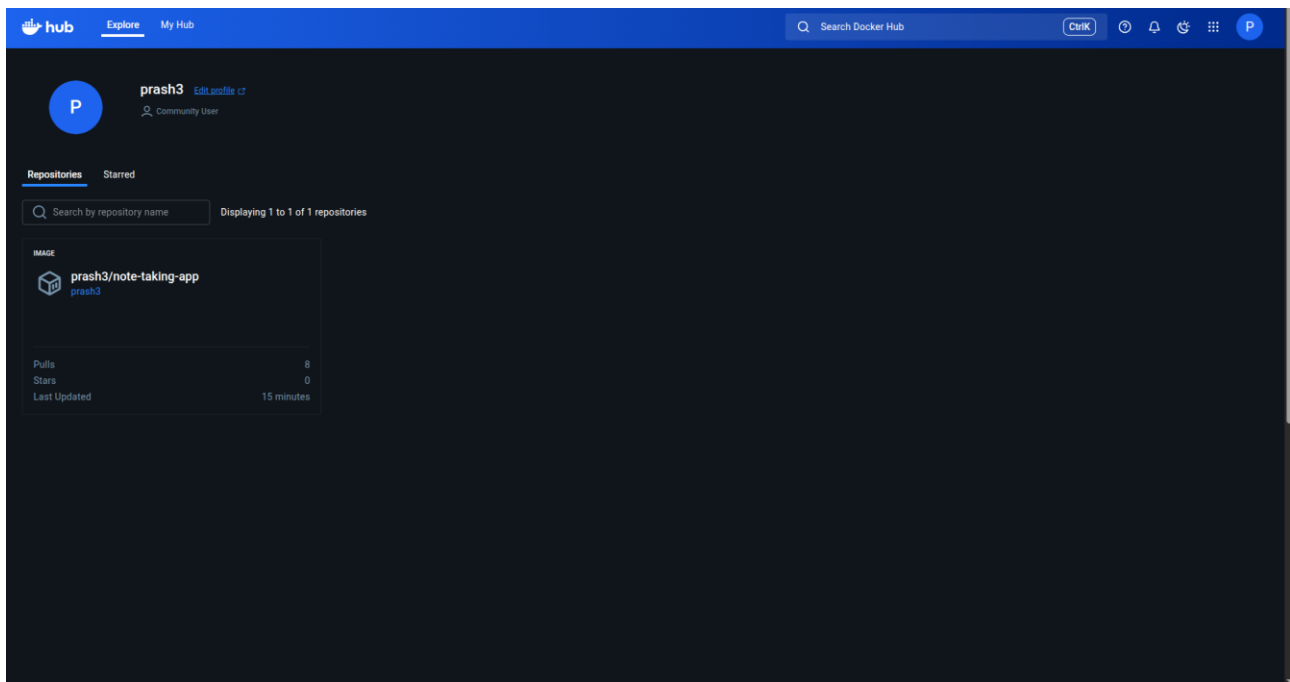 hub Explore My Hub Search Docker Hub CtrlK P
P
prash3 Edit profile
Community User
Repositories Starred
Search by repository name Displaying 1 to 1 of 1 repositories
IMAGE
prash3/note-taking-app
prash3
Pulls 8
Stars 0
Last Updated 15 minutes